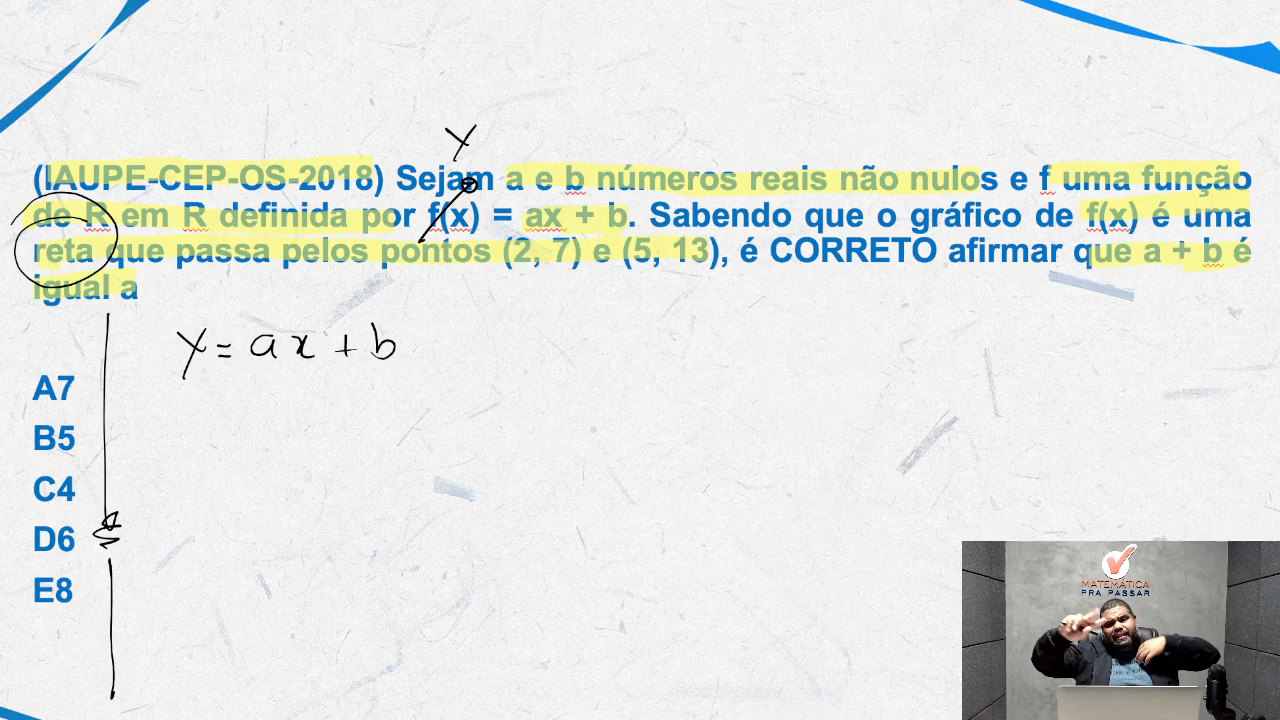 Y
(IAUPE-CEP-OS-2018) Sejam a e b números reais não nulos e f uma função
de R em R definida por f(x) = ax + b. Sabendo que o gráfico de f(x) é uma
reta que passa pelos pontos (2, 7) e (5, 13), é CORRETO afirmar que a + b é
igual a
Y = ax + b
A7
B5
C4
D6
E8
MATEMÁTICA
PRA PASSAR